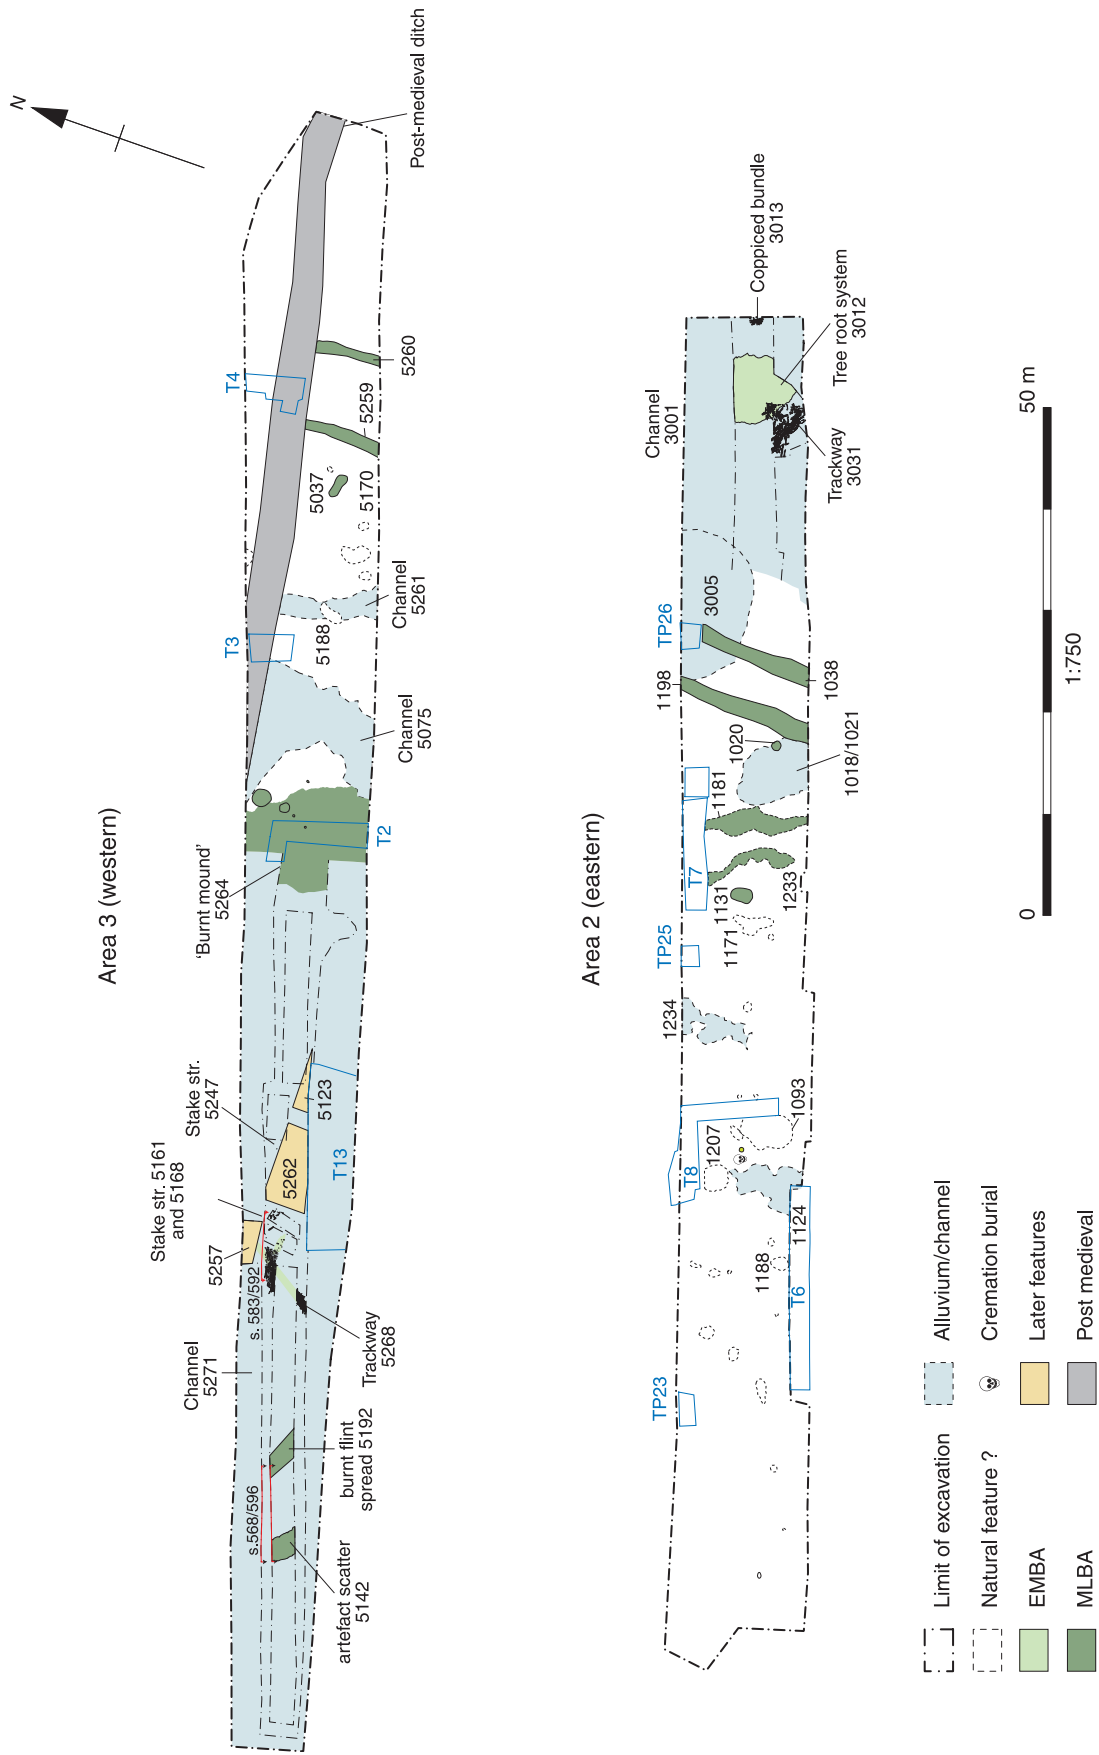 N
Area 3 (western)
Post-medieval ditch
T4
5260
5259
5037
5170
Channel
5261
5188
T3
Channel
5075
T2
'Burnt mound'
5264
Stake str.
5247
5123
T13
5262
Stake str. 5161
and 5168
5257
s. 583/592
Trackway
5268
Channel
5271
burnt flint
spread 5192
s.568/596
artefact scatter
5142
Area 2 (eastern)
Coppiced bundle
3013
Tree root system
3012
Channel
3001
Trackway
3031
3005
TP26
1038
1198
1020
1018/1021
1181
T7
1131
1233
1171
TP25
1234
1093
1207
T8
1124
1188
T6
TP23
0
50 m
1:750
Limit of excavation
Natural feature ?
EMBA
MLBA
Alluvium/channel
Cremation burial
Later features
Post medieval